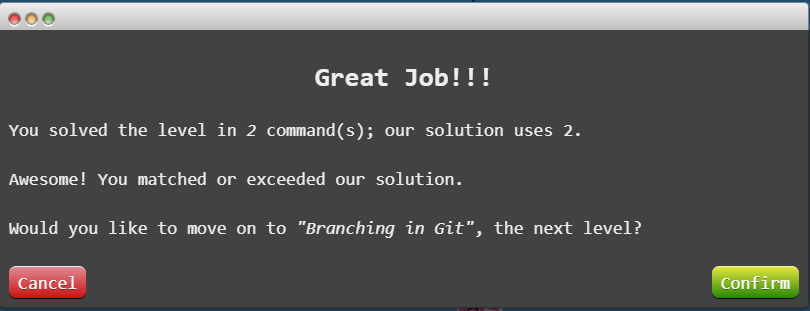 Great Job!!!
You solved the level in 2 command(s); our solution uses 2.
Awesome! You matched or exceeded our solution.
Would you like to move on to "Branching in Git", the next level?
Cancel
Confirm